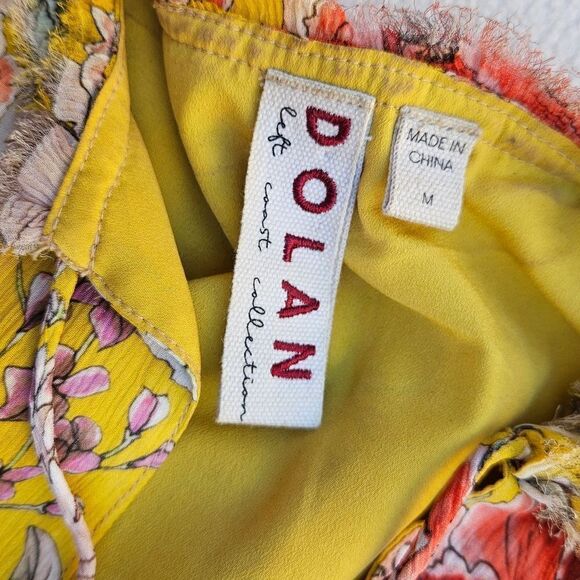 DOLAN
left coast collection
MADE IN
CHINA
M